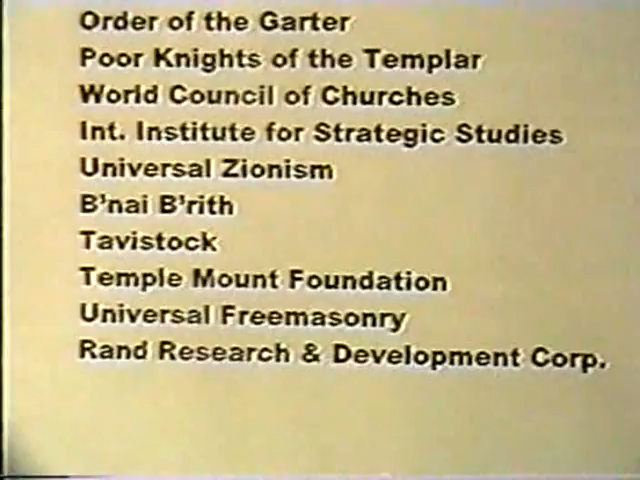 Order of the Garter
Poor Knights of the Templar
World Council of Churches
Int. Institute for Strategic Studies
Universal Zionism
B'nai B'rith
Tavistock
Temple Mount Foundation
Universal Freemasonry
Rand Research & Development Corp.